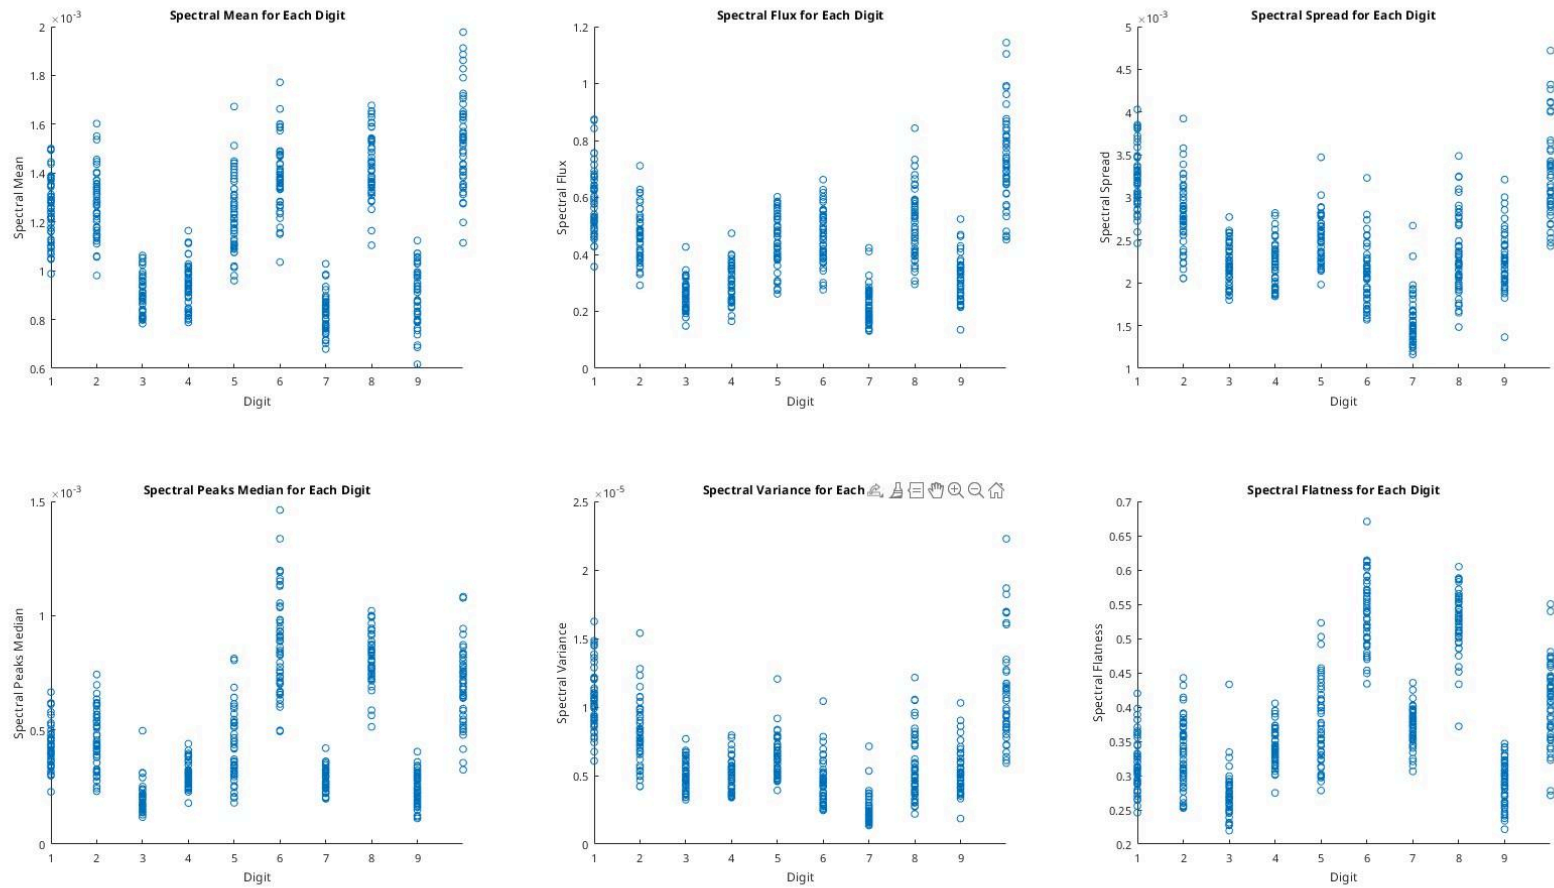 Spectral Mean for Each Digit
×10-3
2
1.8
1.6
1.4
1.2
1
0.8
0.6
Spectral Mean
1 2 3 4 5 6 7 8 9
Digit
Spectral Flux for Each Digit
1.2
1
0.8
0.6
0.4
0.2
0
Spectral Flux
1 2 3 4 5 6 7 8 9
Digit
Spectral Spread for Each Digit
×10-3
5
4.5
4
3.5
3
2.5
2
1.5
1
Spectral Spread
1 2 3 4 5 6 7 8 9
Digit
Spectral Peaks Median for Each Digit
×10-3
1.5
1
0.5
0
Spectral Peaks Median
1 2 3 4 5 6 7 8 9
Digit
Spectral Variance for Each
×10-5
2.5
2
1.5
1
0.5
0
Spectral Variance
1 2 3 4 5 6 7 8 9
Digit
Spectral Flatness for Each Digit
0.7
0.65
0.6
0.55
0.5
0.45
0.4
0.35
0.3
0.25
0.2
Spectral Flatness
1 2 3 4 5 6 7 8 9
Digit